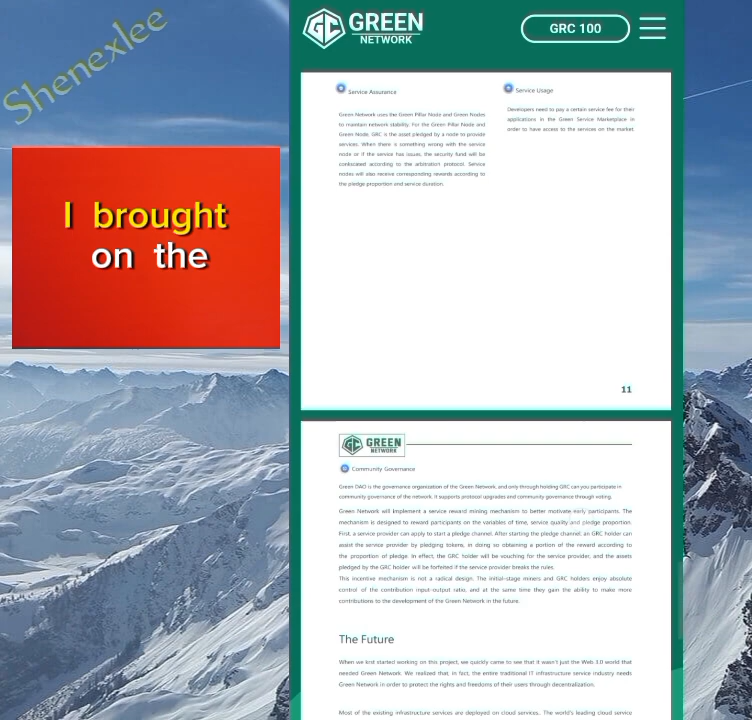 Shenexlee
I brought
on the
GREEN
NETWORK
GRC 100
Service Assurance
Green Network uses the Green Pillar Node and Green Nodes
to maintain network stability. For the Green Pillar Node and
Green Node, GRC is the asset pledged by a node to provide
services. When there is something wrong with the service
node or if the service has issues, the security fund will be
confiscated according to the arbitration protocol. Service
nodes will also receive corresponding rewards according to
the pledge proportion and service duration.
Service Usage
Developers need to pay a certain service fee for their
applications in the Green Service Marketplace in
order to have access to the services on the market.
11
GREEN
NETWORK
Community Governance
Green DAO is the governance organization of the Green Network, and only through holding GRC can you participate in
community governance of the network. It supports protocol upgrades and community governance through voting.
Green Network will implement a service reward mining mechanism to better motivate early participants. The
mechanism is designed to reward participants on the variables of time, service quality and pledge proportion.
First, a service provider can apply to start a pledge channel. After starting the pledge channel, an GRC holder can
assist the service provider by pledging tokens, in doing so obtaining a portion of the reward according to
the proportion of pledge. In effect, the GRC holder will be vouching for the service provider, and the assets
pledged by the GRC holder will be forfeited if the service provider breaks the rules.
This incentive mechanism is not a radical design. The initial-stage miners and GRC holders enjoy absolute
control of the contribution input-output ratio, and at the same time they gain the ability to make more
contributions to the development of the Green Network in the future.
The Future
When we first started working on this project, we quickly came to see that it wasn't just the Web 3.0 world that
needed Green Network. We realized that, in fact, the entire traditional IT infrastructure service industry needs
Green Network in order to protect the rights and freedoms of their users through decentralization.
Most of the existing infrastructure services are deployed on cloud services. The world's leading cloud service